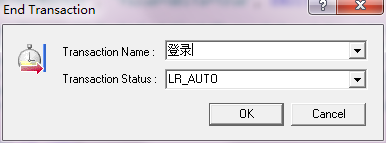 End Transaction
Transaction Name :
登录
Transaction Status :
LR_AUTO
OK
Cancel